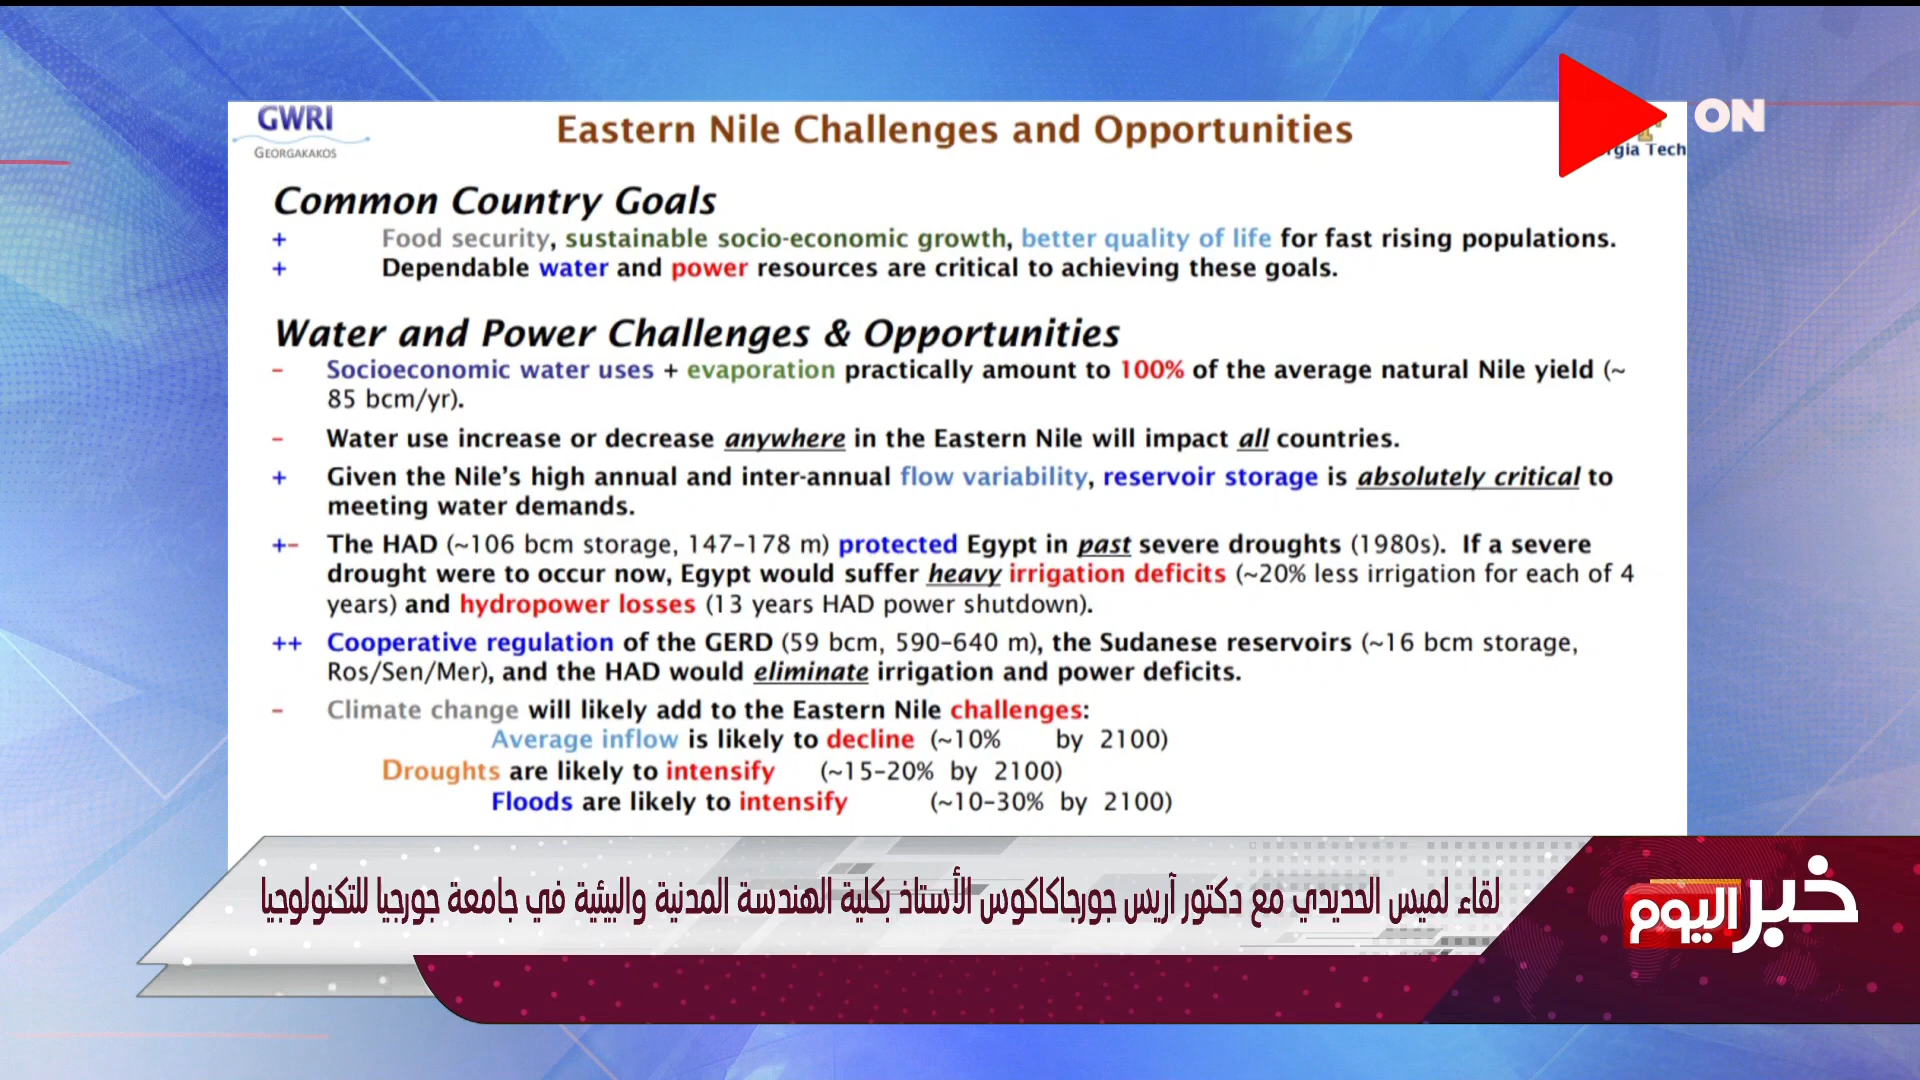 GWRI
GEORGAKAKOS
Eastern Nile Challenges and Opportunities
ON
rgia Tech
Common Country Goals
+ Food security, sustainable socio-economic growth, better quality of life for fast rising populations.
+ Dependable water and power resources are critical to achieving these goals.
Water and Power Challenges & Opportunities
– Socioeconomic water uses + evaporation practically amount to 100% of the average natural Nile yield (~
85 bcm/yr).
– Water use increase or decrease anywhere in the Eastern Nile will impact all countries.
+ Given the Nile's high annual and inter-annual flow variability, reservoir storage is absolutely critical to
meeting water demands.
+– The HAD (~106 bcm storage, 147–178 m) protected Egypt in past severe droughts (1980s). If a severe
drought were to occur now, Egypt would suffer heavy irrigation deficits (~20% less irrigation for each of 4
years) and hydropower losses (13 years HAD power shutdown).
++ Cooperative regulation of the GERD (59 bcm, 590–640 m), the Sudanese reservoirs (~16 bcm storage,
Ros/Sen/Mer), and the HAD would eliminate irrigation and power deficits.
– Climate change will likely add to the Eastern Nile challenges:
Average inflow is likely to decline (~10% by 2100)
Droughts are likely to intensify (~15–20% by 2100)
Floods are likely to intensify (~10–30% by 2100)
لقاء لميس الحديدي مع دكتور آريس جورجاكاكوس الأستاذ بكلية الهندسة المدنية والبيئية في جامعة جورجيا للتكنولوجيا
خبر اليوم